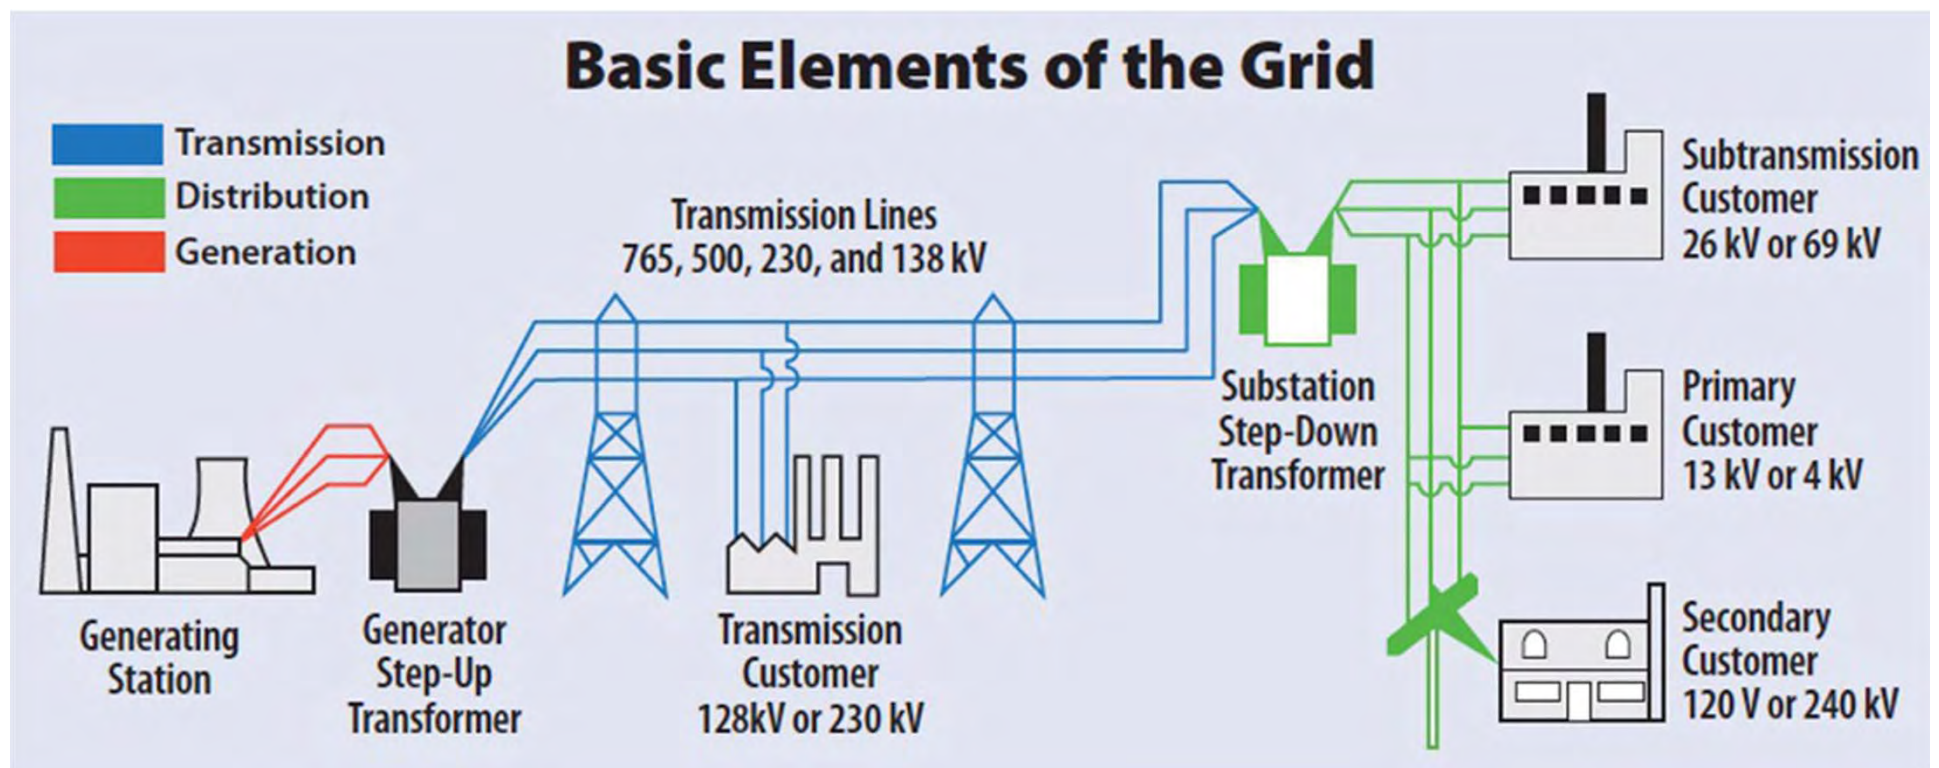 Basic Elements of the Grid
Transmission
Distribution
Generation
Transmission Lines
765, 500, 230, and 138 kV
Subtransmission
Customer
26 kV or 69 kV
Substation
Step-Down
Transformer
Primary
Customer
13 kV or 4 kV
Generating
Station
Generator
Step-Up
Transformer
Transmission
Customer
128kV or 230 kV
Secondary
Customer
120 V or 240 kV